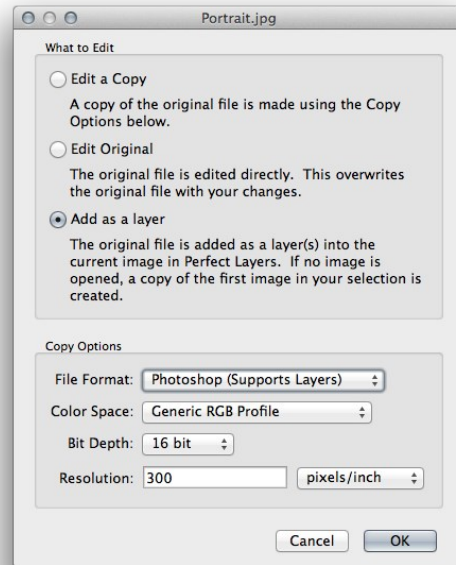 Portrait.jpg
What to Edit
Edit a Copy
A copy of the original file is made using the Copy
Options below.
Edit Original
The original file is edited directly.  This overwrites
the original file with your changes.
Add as a layer
The original file is added as a layer(s) into the
current image in Perfect Layers.  If no image is
opened, a copy of the first image in your selection is
created.
Copy Options
File Format: Photoshop (Supports Layers)
Color Space: Generic RGB Profile
Bit Depth: 16 bit
Resolution: 300 pixels/inch
Cancel OK